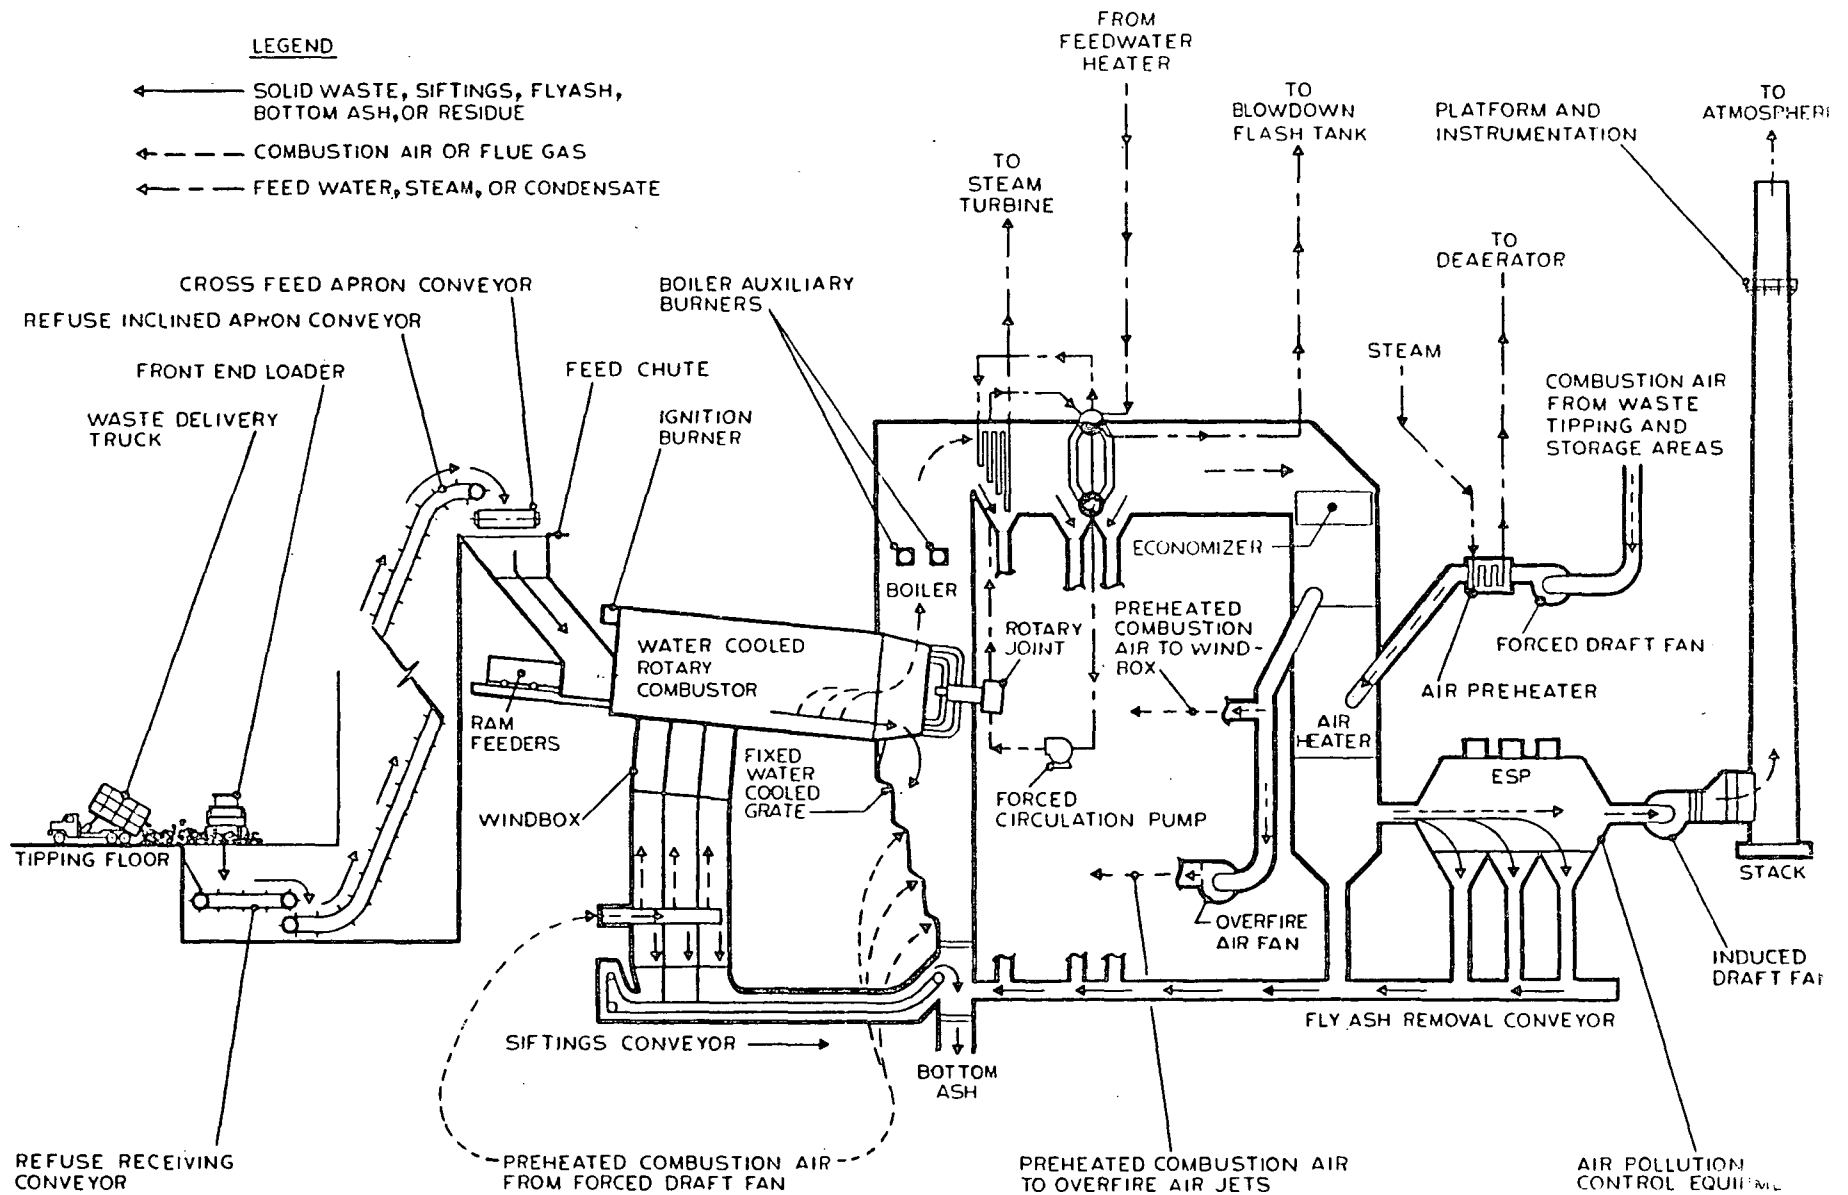 LEGEND
SOLID WASTE, SIFTINGS, FLYASH,
BOTTOM ASH, OR RESIDUE
COMBUSTION AIR OR FLUE GAS
FEED WATER, STEAM, OR CONDENSATE
FROM
FEEDWATER
HEATER
TO
BLOWDOWN
FLASH TANK
PLATFORM AND
INSTRUMENTATION
TO
ATMOSPHER
TO
STEAM
TURBINE
TO
DEAERATOR
CROSS FEED APRON CONVEYOR
REFUSE INCLINED APRON CONVEYOR
FRONT END LOADER
WASTE DELIVERY
TRUCK
FEED CHUTE
IGNITION
BURNER
BOILER AUXILIARY
BURNERS
STEAM
COMBUSTION AIR
FROM WASTE
TIPPING AND
STORAGE AREAS
ECONOMIZER
BOILER
WATER COOLED
ROTARY
COMBUSTOR
ROTARY
JOINT
PREHEATED
COMBUSTION
AIR TO WIND-
BOX
FORCED DRAFT FAN
AIR PREHEATER
RAM
FEEDERS
FIXED
WATER
COOLED
GRATE
AIR
HEATER
ESP
WINDBOX
FORCED
CIRCULATION PUMP
TIPPING FLOOR
STACK
OVERFIRE
AIR FAN
INDUCED
DRAFT FA
FLY ASH REMOVAL CONVEYOR
SIFTINGS CONVEYOR
BOTTOM
ASH
REFUSE RECEIVING
CONVEYOR
PREHEATED COMBUSTION AIR
FROM FORCED DRAFT FAN
PREHEATED COMBUSTION AIR
TO OVERFIRE AIR JETS
AIR POLLUTION
CONTROL